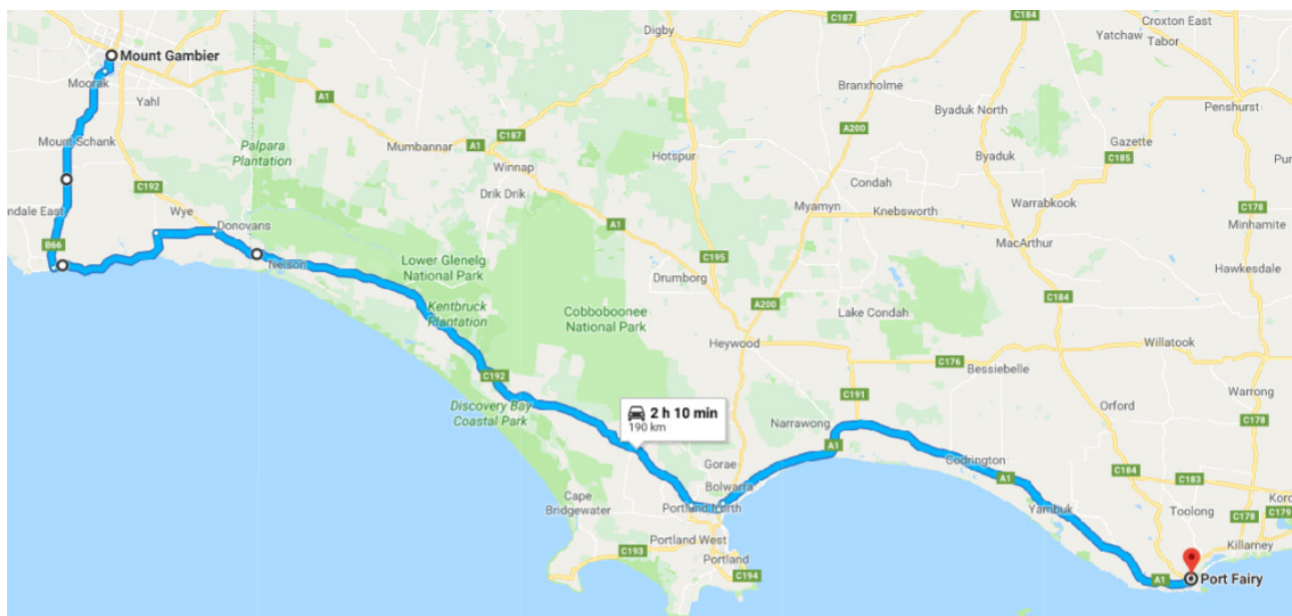 C187
C184
Croxton East
Yatchaw
Tabor
Digby
Mount Gambier
Moorak
Yahl
A1
Branxholme
Byaduk North
Penshurst
C187
A200
Gazette
Mount Schank
Palpara
Plantation
Mumbannar
A1
Hotspur
Byaduk
C185
Winnap
Condah
C192
Drik Drik
Warrabkook
C178
ndale East
Wye
Donovans
A1
Myamyn
Knebsworth
Minhamite
B66
MacArthur
Nelson
Lower Glenelg
National Park
C195
Drumborg
Hawkesdale
Kentbruck
Plantation
Cobboboonee
National Park
A200
C184
Lake Condah
Heywood
Willatook
C176
Bessiebelle
C192
Warrong
Discovery Bay
Coastal Park
2 h 10 min
190 km
C191
Orford
C178
Narrawong
A1
Gorae
Codrington
A1
C184
C183
Bolwarra
Cape
Bridgewater
Portland North
Yambuk
Toolong
C178
C179
Portland West
Killarney
C193
Portland
C194
A1
Port Fairy